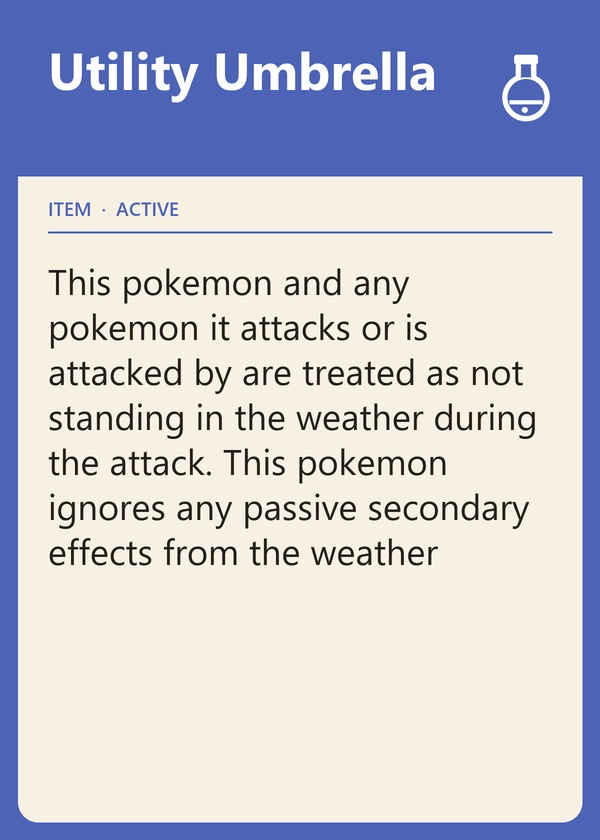 Utility Umbrella
ITEM · ACTIVE
This pokemon and any
pokemon it attacks or is
attacked by are treated as not
standing in the weather during
the attack. This pokemon
ignores any passive secondary
effects from the weather